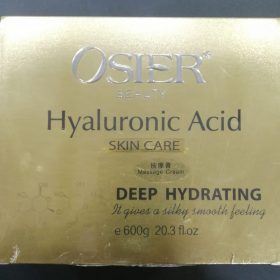 OSIER®
BEAUTY
Hyaluronic Acid
SKIN CARE
按摩膏
Massage Cream
DEEP HYDRATING
It gives a silky smooth feeling
e 600g 20.3 fl.oz